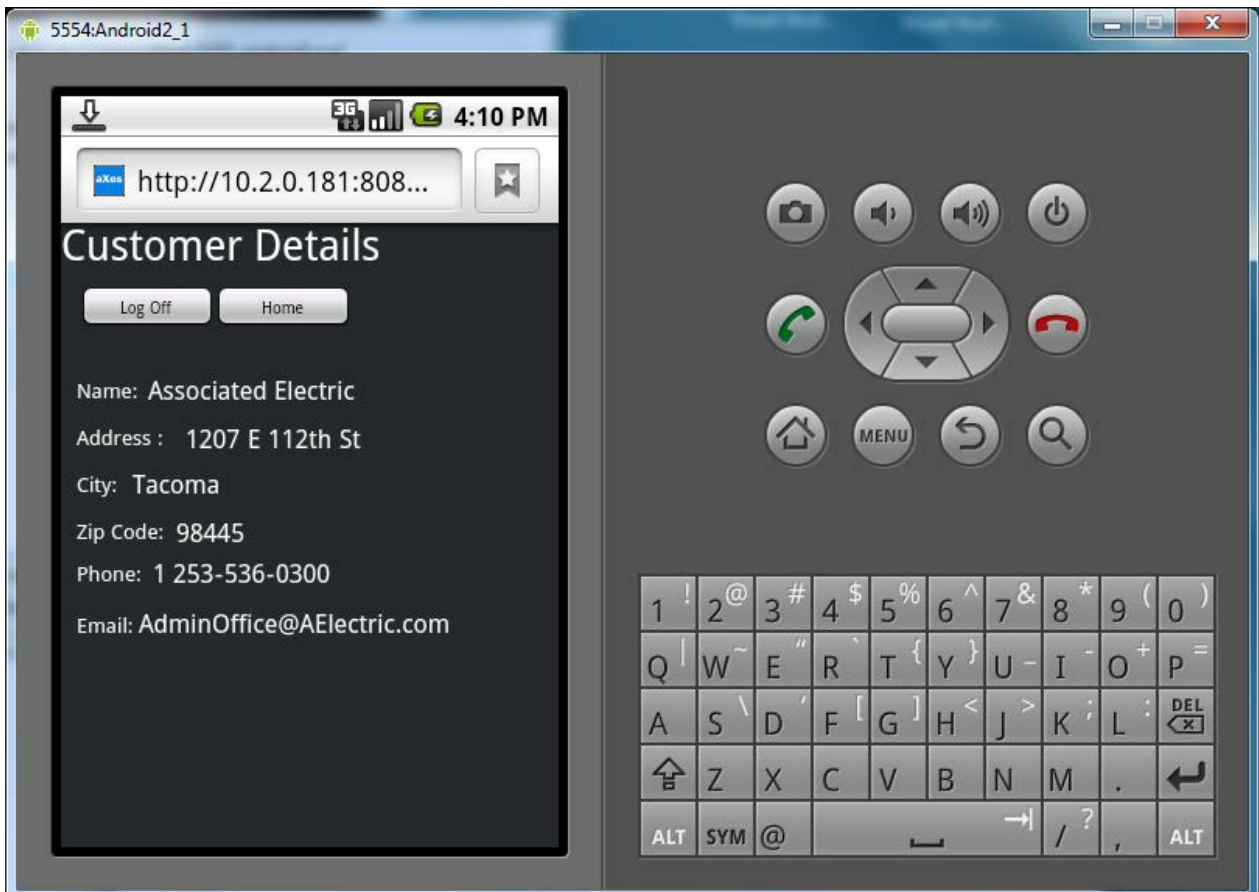 5554:Android2_1
3G 4:10 PM
aXes http://10.2.0.181:808...
Customer Details
Log Off Home
Name: Associated Electric
Address : 1207 E 112th St
City: Tacoma
Zip Code: 98445
Phone: 1 253-536-0300
Email: AdminOffice@AElectric.com
MENU
1 ! 2 @ 3 # 4 $ 5 % 6 ^ 7 & 8 * 9 ( 0 )
Q | W ~ E " R ` T { Y } U _ I - O + P =
A S \ D ' F [ G ] H < J > K ; L : DEL
Z X C V B N M .
ALT SYM @ / ? , ALT